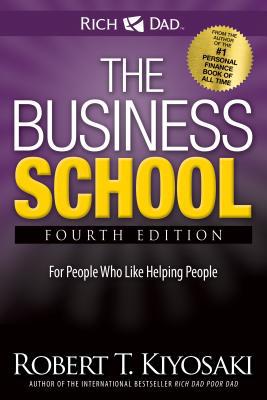 RICH DAD™
FROM THE
AUTHOR
OF THE
#1
PERSONAL
FINANCE
BOOK OF
ALL TIME
THE
BUSINESS
SCHOOL
FOURTH EDITION
For People Who Like Helping People
ROBERT T. KIYOSAKI
AUTHOR OF THE INTERNATIONAL BESTSELLER RICH DAD POOR DAD